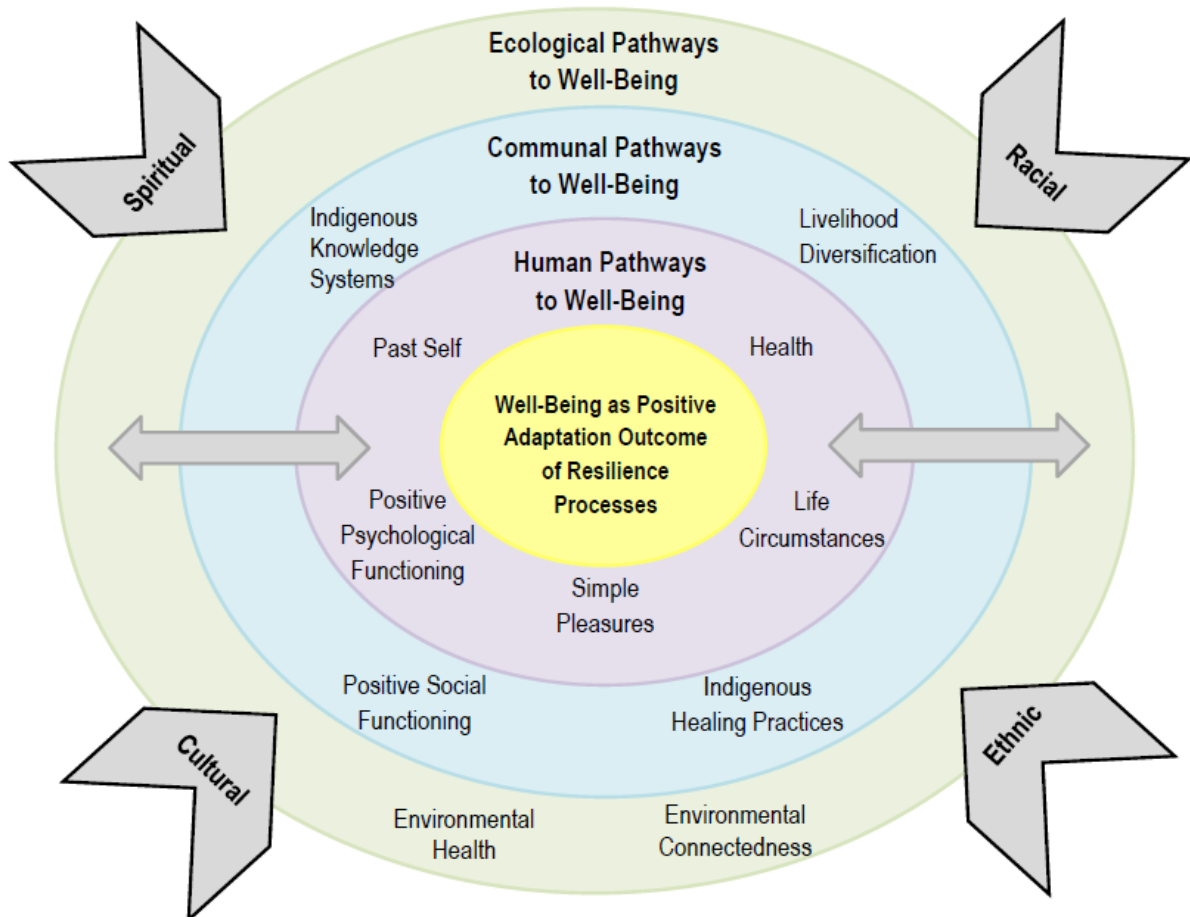 Ecological Pathways
to Well-Being
Spiritual
Racial
Communal Pathways
to Well-Being
Indigenous
Knowledge
Systems
Livelihood
Diversification
Human Pathways
to Well-Being
Past Self
Health
Well-Being as Positive
Adaptation Outcome
of Resilience
Processes
Positive
Psychological
Functioning
Life
Circumstances
Simple
Pleasures
Positive Social
Functioning
Indigenous
Healing Practices
Cultural
Ethnic
Environmental
Health
Environmental
Connectedness